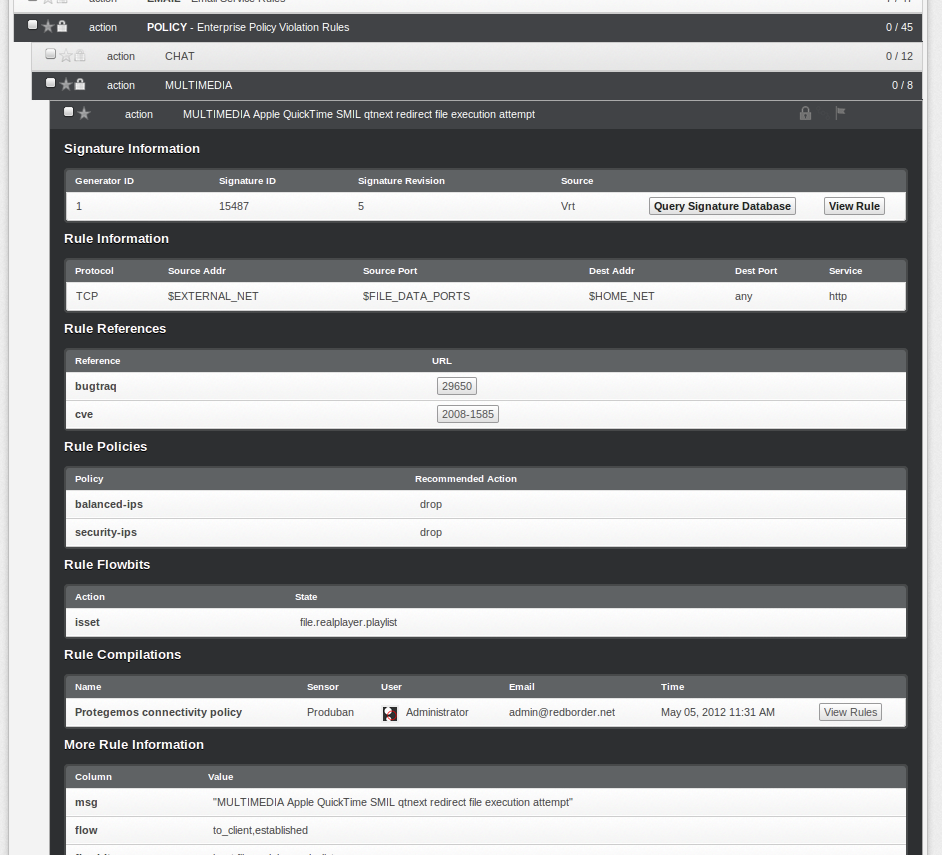 EMAIL - Email Service Rules
action POLICY - Enterprise Policy Violation Rules 0 / 45
action CHAT 0 / 12
action MULTIMEDIA 0 / 8
action MULTIMEDIA Apple QuickTime SMIL qtnext redirect file execution attempt
Signature Information
Generator ID Signature ID Signature Revision Source
1 15487 5 Vrt Query Signature Database View Rule
Rule Information
Protocol Source Addr Source Port Dest Addr Dest Port Service
TCP $EXTERNAL_NET $FILE_DATA_PORTS $HOME_NET any http
Rule References
Reference URL
bugtraq 29650
cve 2008-1585
Rule Policies
Policy Recommended Action
balanced-ips drop
security-ips drop
Rule Flowbits
Action State
isset file.realplayer.playlist
Rule Compilations
Name Sensor User Email Time
Protegemos connectivity policy Produban Administrator admin@redborder.net May 05, 2012 11:31 AM View Rules
More Rule Information
Column Value
msg "MULTIMEDIA Apple QuickTime SMIL qtnext redirect file execution attempt"
flow to_client,established